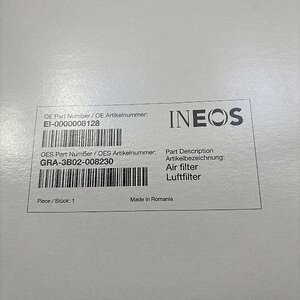 OE Part Number / OE Artikelnummer:
EI-0000008128
INEOS
OES Part Number / OES Artikelnummer:
GRA-3B02-008230
Part Description
Artikelbezeichnung:
Air filter
Luftfilter
Piece / Stück: 1
Made in Romania